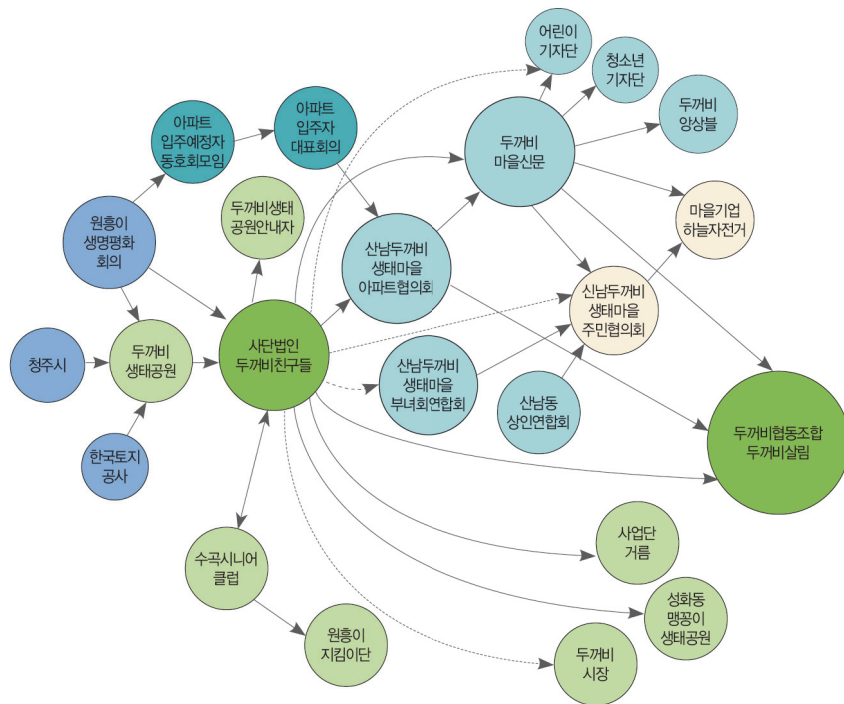 어린이
기자단
청소년
기자단
두꺼비
앙상블
아파트
입주예정자
동호회모임
아파트
입주자
대표회의
두꺼비
마을신문
마을기업
하늘자전거
원흥이
생명평화
회의
두꺼비생태
공원안내자
산남두꺼비
생태마을
아파트협의회
신남두꺼비
생태마을
주민협의회
청주시
두꺼비
생태공원
사단법인
두꺼비친구들
산남두꺼비
생태마을
부녀회연합회
산남동
상인연합회
두꺼비협동조합
두꺼비살림
한국토지
공사
수곡시니어
클럽
원흥이
지킴이단
사업단
거름
성화동
맹꽁이
생태공원
두꺼비
시장